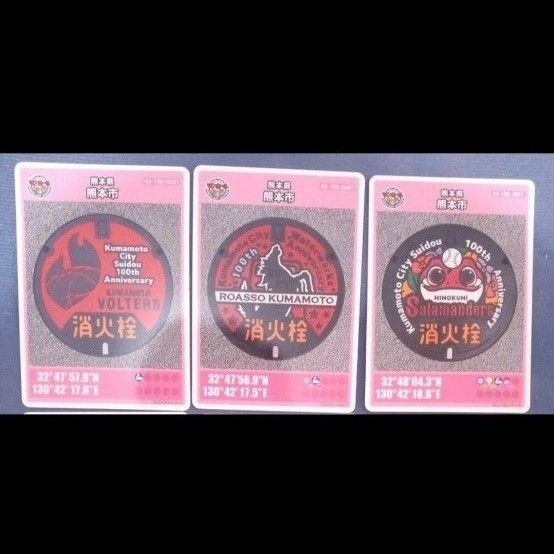 熊本県
熊本市
Kumamoto
City
Suidou
100th
Anniversary
KUMAMOTO
VOLTERS
消火栓
32°47'57.9"N
130°42'17.8"E
熊本県
熊本市
100th
ROASSO KUMAMOTO
消火栓
32°47'56.9"N
130°42'17.5"E
熊本県
熊本市
Kumamoto City Suidou 100th Anniversary
HINOKUNI
Salamanders
消火栓
32°48'04.3"N
130°42'18.8"E